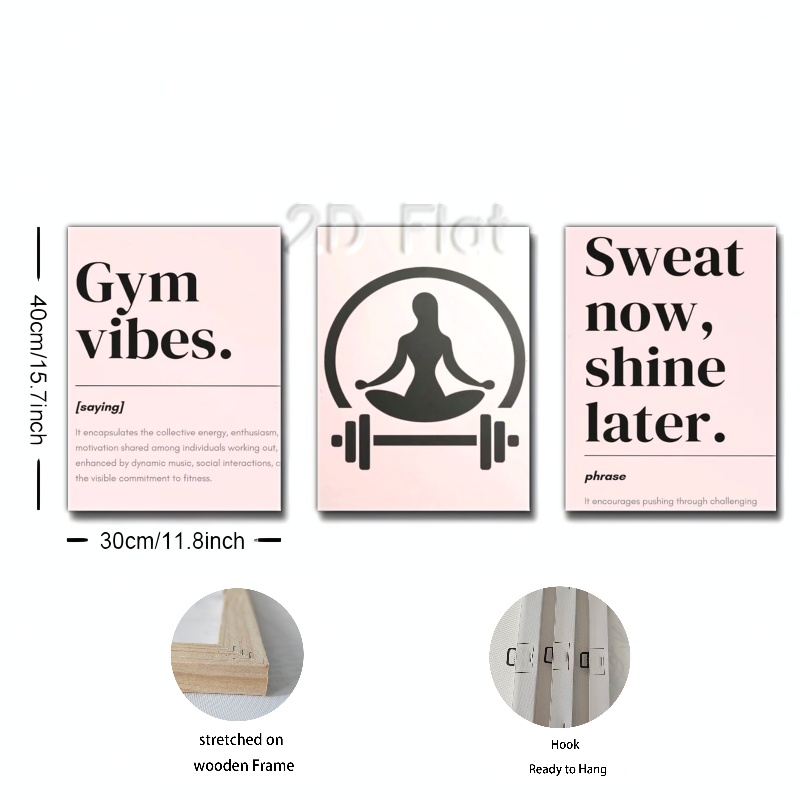 2D Flat
Gym
vibes.
[saying]
It encapsulates the collective energy, enthusiasm,
motivation shared among individuals working out,
enhanced by dynamic music, social interactions,
the visible commitment to fitness.
Sweat
now,
shine
later.
phrase
It encourages pushing through challenging
40cm/15.7inch
30cm/11.8inch
stretched on
wooden Frame
Hook
Ready to Hang